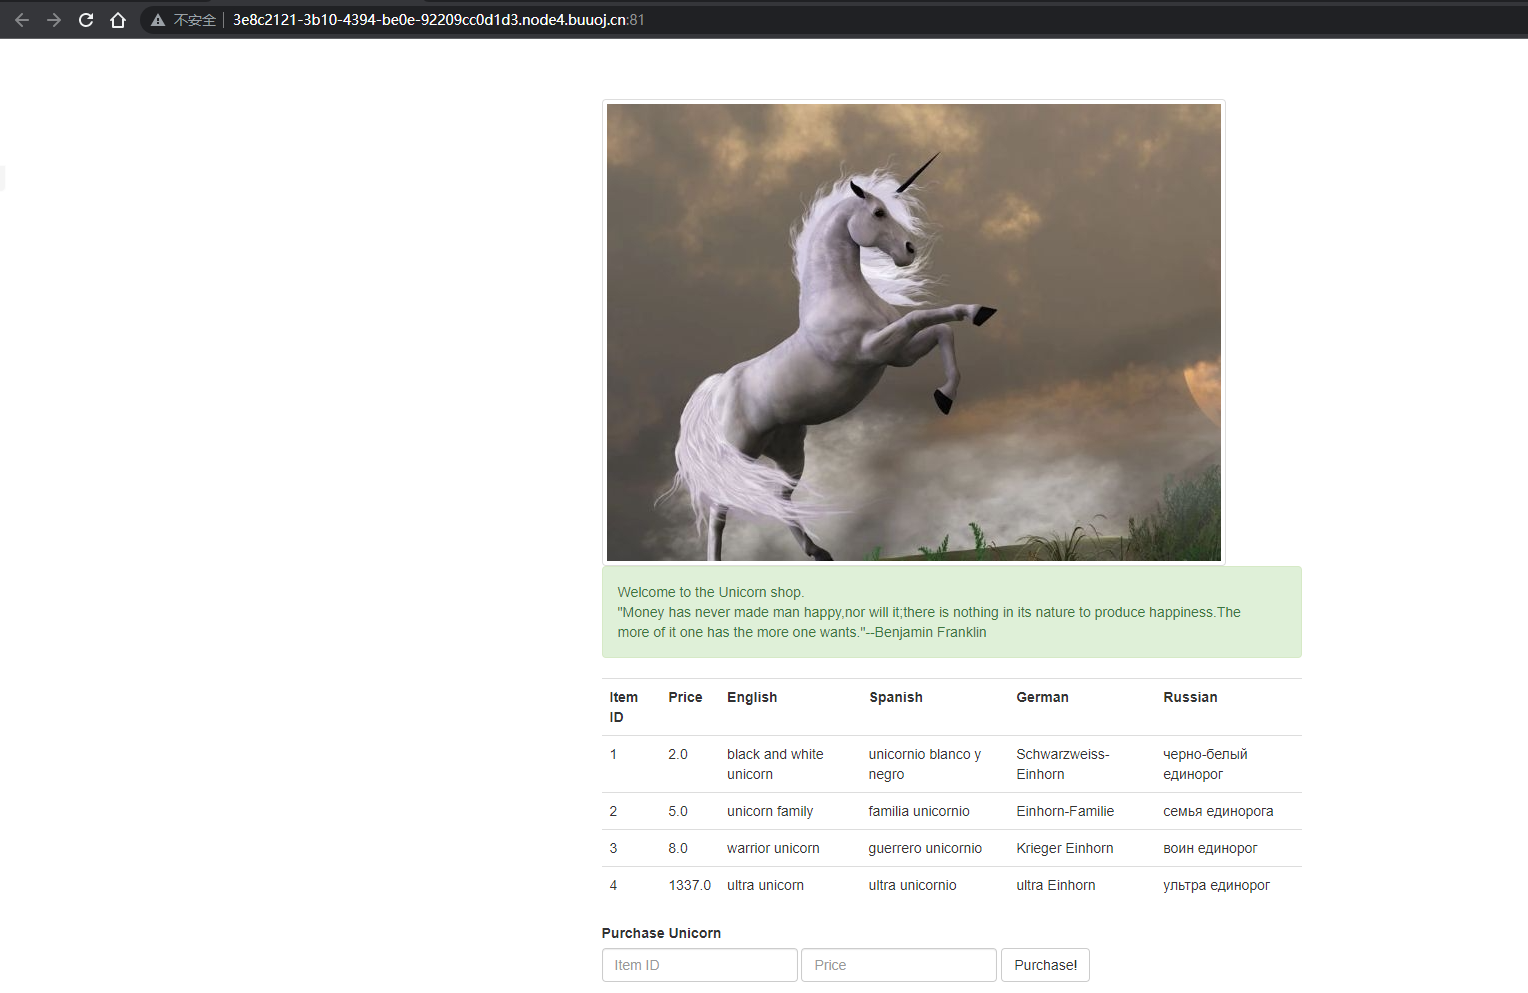 不安全 3e8c2121-3b10-4394-be0e-92209cc0d1d3.node4.buuoj.cn:81
Welcome to the Unicorn shop.
"Money has never made man happy,nor will it;there is nothing in its nature to produce happiness.The
more of it one has the more one wants."--Benjamin Franklin
Item ID Price English Spanish German Russian
1 2.0 black and white unicorn unicornio blanco y negro Schwarzweiss-Einhorn черно-белый единорог
2 5.0 unicorn family familia unicornio Einhorn-Familie семья единорога
3 8.0 warrior unicorn guerrero unicornio Krieger Einhorn воин единорог
4 1337.0 ultra unicorn ultra unicornio ultra Einhorn ультра единорог
Purchase Unicorn
Item ID Price Purchase!